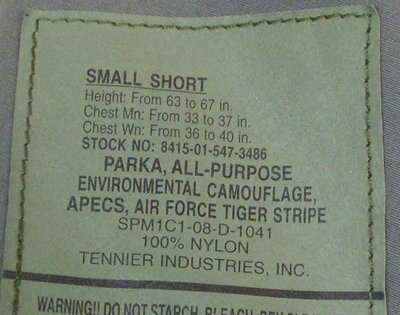 SMALL SHORT
Height: From 63 to 67 in.
Chest Mn: From 33 to 37 in.
Chest Wn: From 36 to 40 in.
STOCK NO: 8415-01-547-3486
PARKA, ALL-PURPOSE
ENVIRONMENTAL CAMOUFLAGE,
APECS, AIR FORCE TIGER STRIPE
SPM1C1-08-D-1041
100% NYLON
TENNIER INDUSTRIES, INC.
WARNING!! DO NOT STARCH, BLEACH, DRY